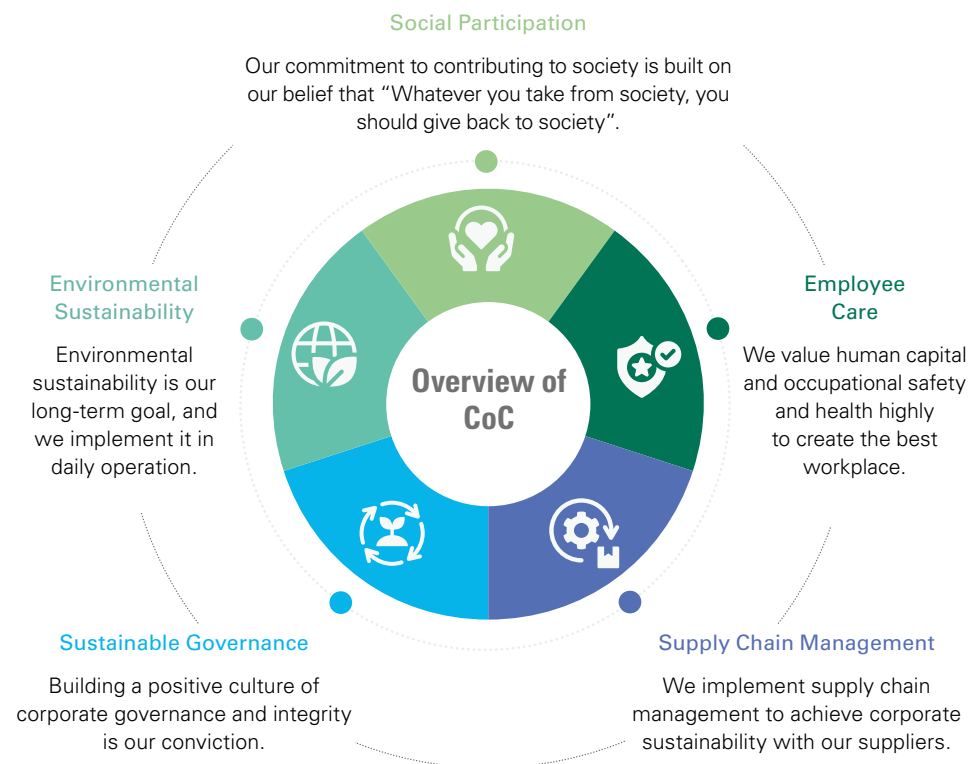 Social Participation
Our commitment to contributing to society is built on
our belief that “Whatever you take from society, you
should give back to society”.
Environmental
Sustainability
Environmental
sustainability is our
long-term goal, and
we implement it in
daily operation.
Overview of
CoC
Employee
Care
We value human capital
and occupational safety
and health highly
to create the best
workplace.
Sustainable Governance
Building a positive culture of
corporate governance and integrity
is our conviction.
Supply Chain Management
We implement supply chain
management to achieve corporate
sustainability with our suppliers.